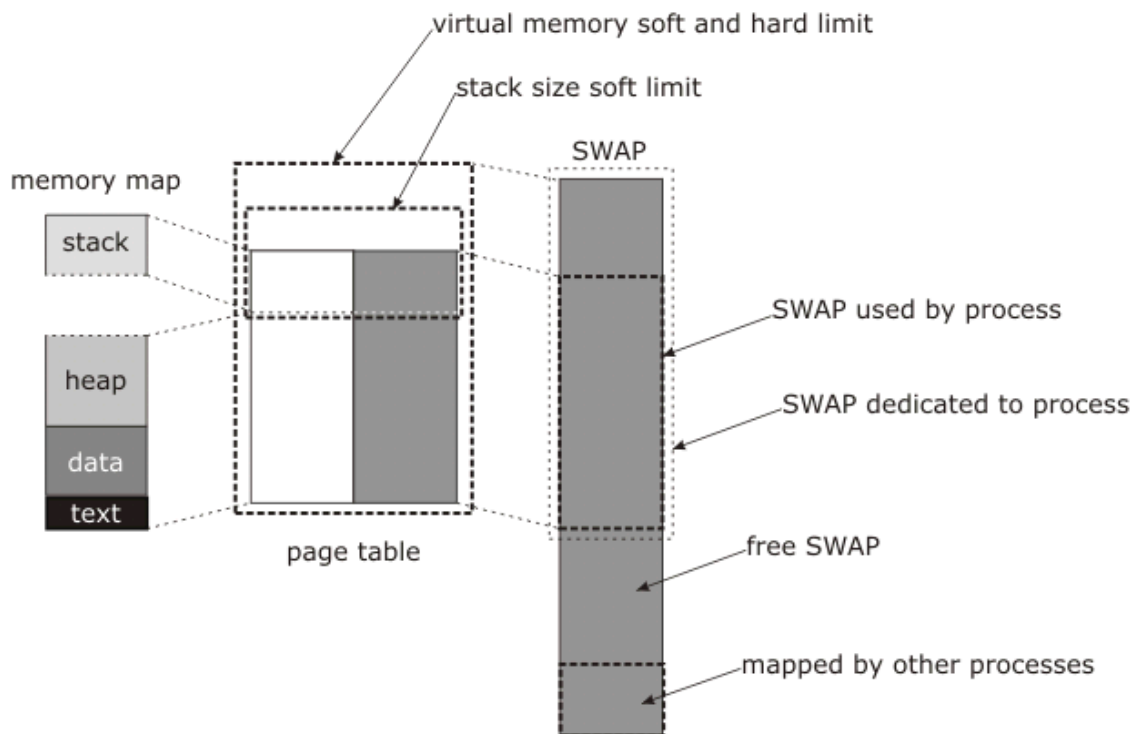 virtual memory soft and hard limit
stack size soft limit
SWAP
memory map
stack
SWAP used by process
heap
SWAP dedicated to process
data
text
page table
free SWAP
mapped by other processes